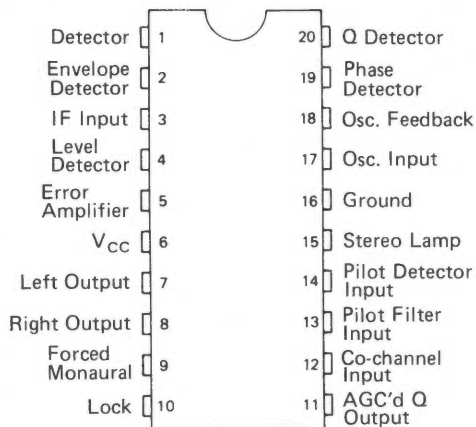 Detector 1
Envelope
Detector 2
IF Input 3
Level
Detector 4
Error
Amplifier 5
VCC 6
Left Output 7
Right Output 8
Forced
Monaural 9
Lock 10
20 Q Detector
19 Phase
Detector
18 Osc. Feedback
17 Osc. Input
16 Ground
15 Stereo Lamp
14 Pilot Detector
Input
13 Pilot Filter
Input
12 Co-channel
Input
11 AGC'd Q
Output